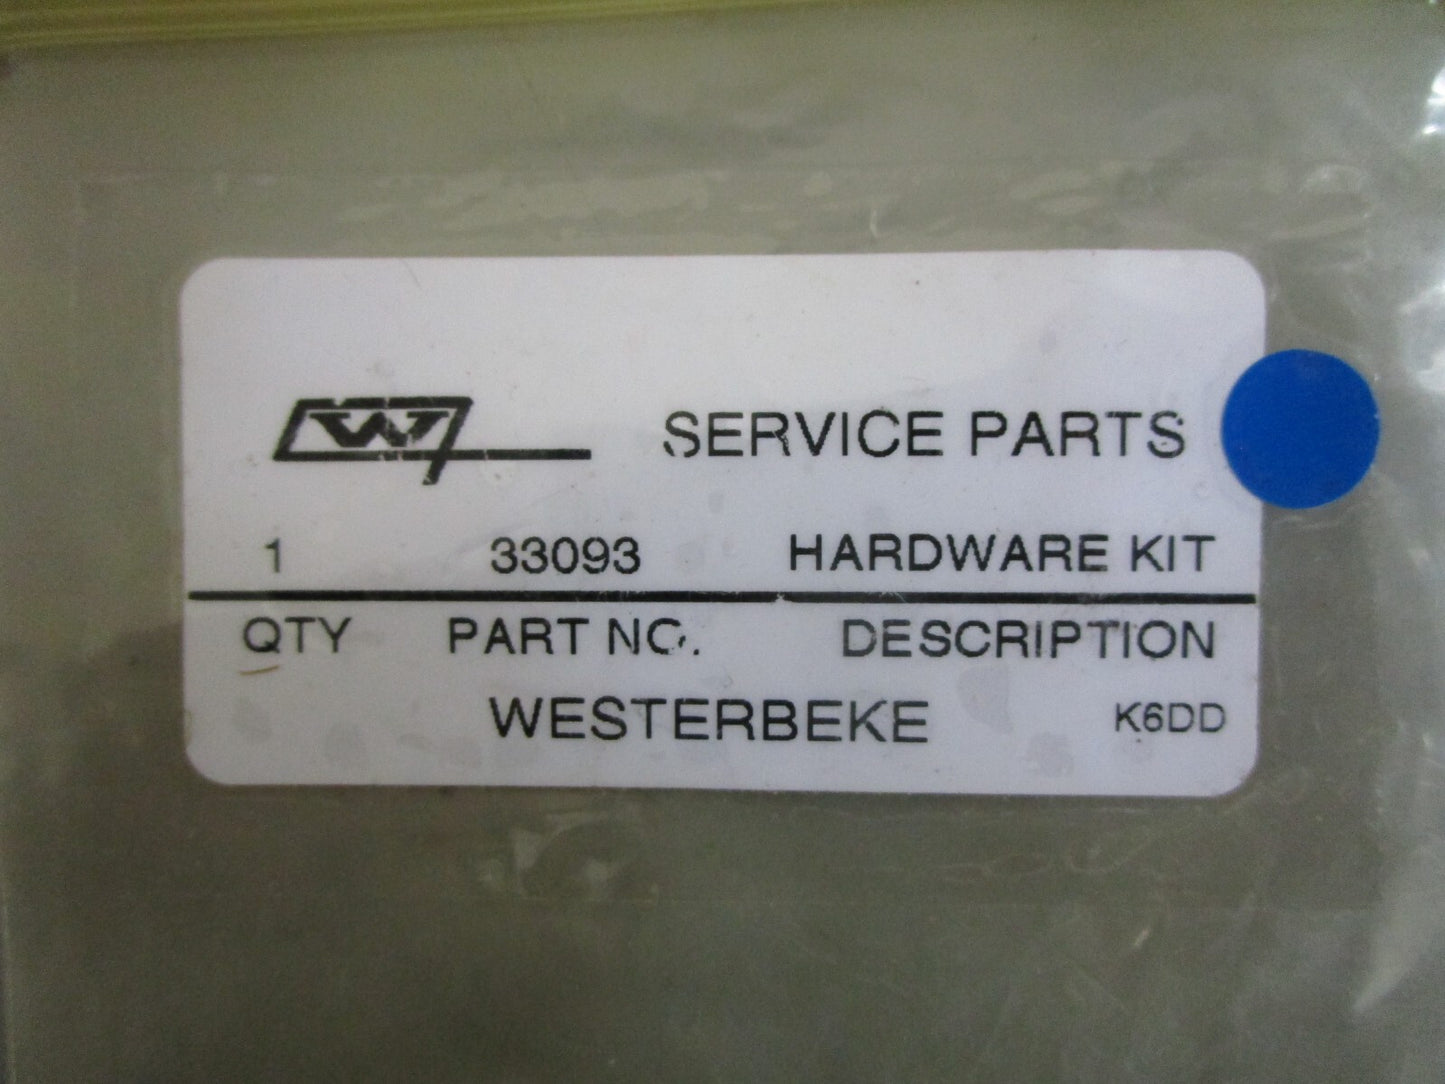 W SERVICE PARTS
1 33093 HARDWARE KIT
QTY PART NO. DESCRIPTION
WESTERBEKE K6DD